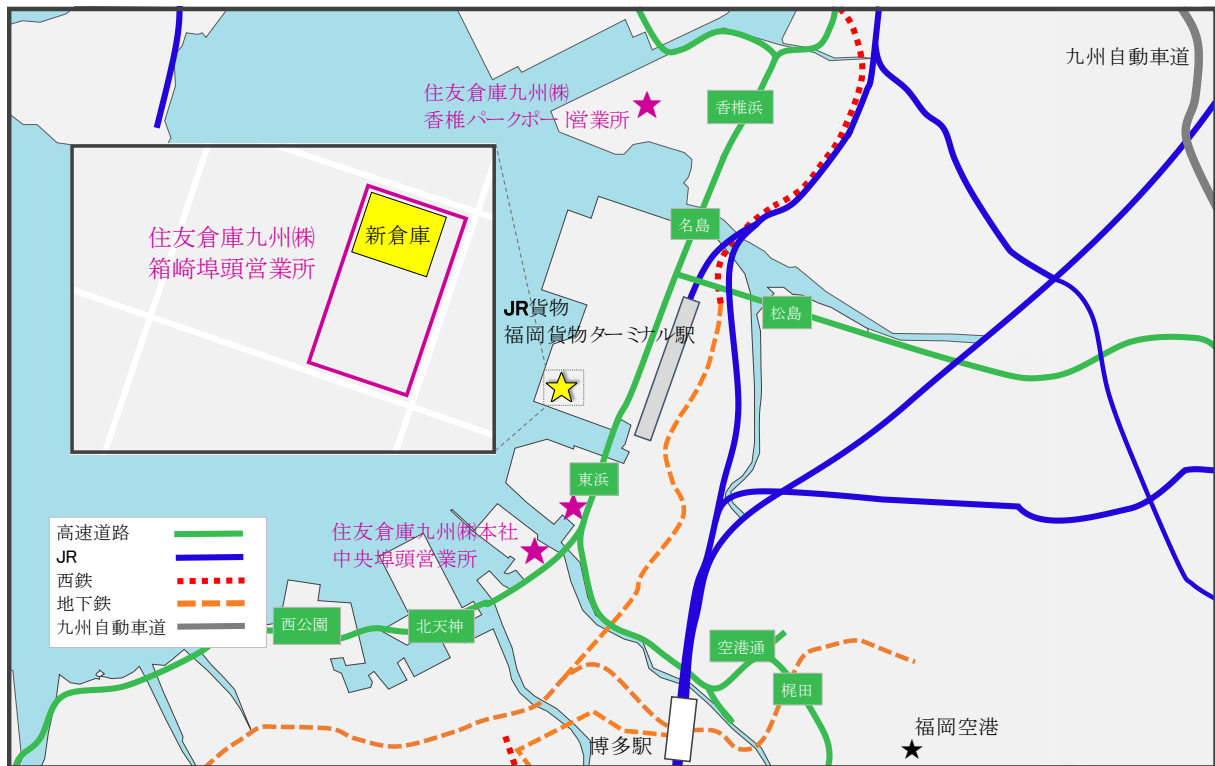 九州自動車道
住友倉庫九州㈱
香椎パークポート営業所
香椎浜
住友倉庫九州㈱
箱崎埠頭営業所
新倉庫
名島
JR貨物
福岡貨物ターミナル駅
松島
東浜
住友倉庫九州㈱本社
中央埠頭営業所
高速道路
JR
西鉄
地下鉄
九州自動車道
西公園
北天神
空港通
榎田
博多駅
福岡空港